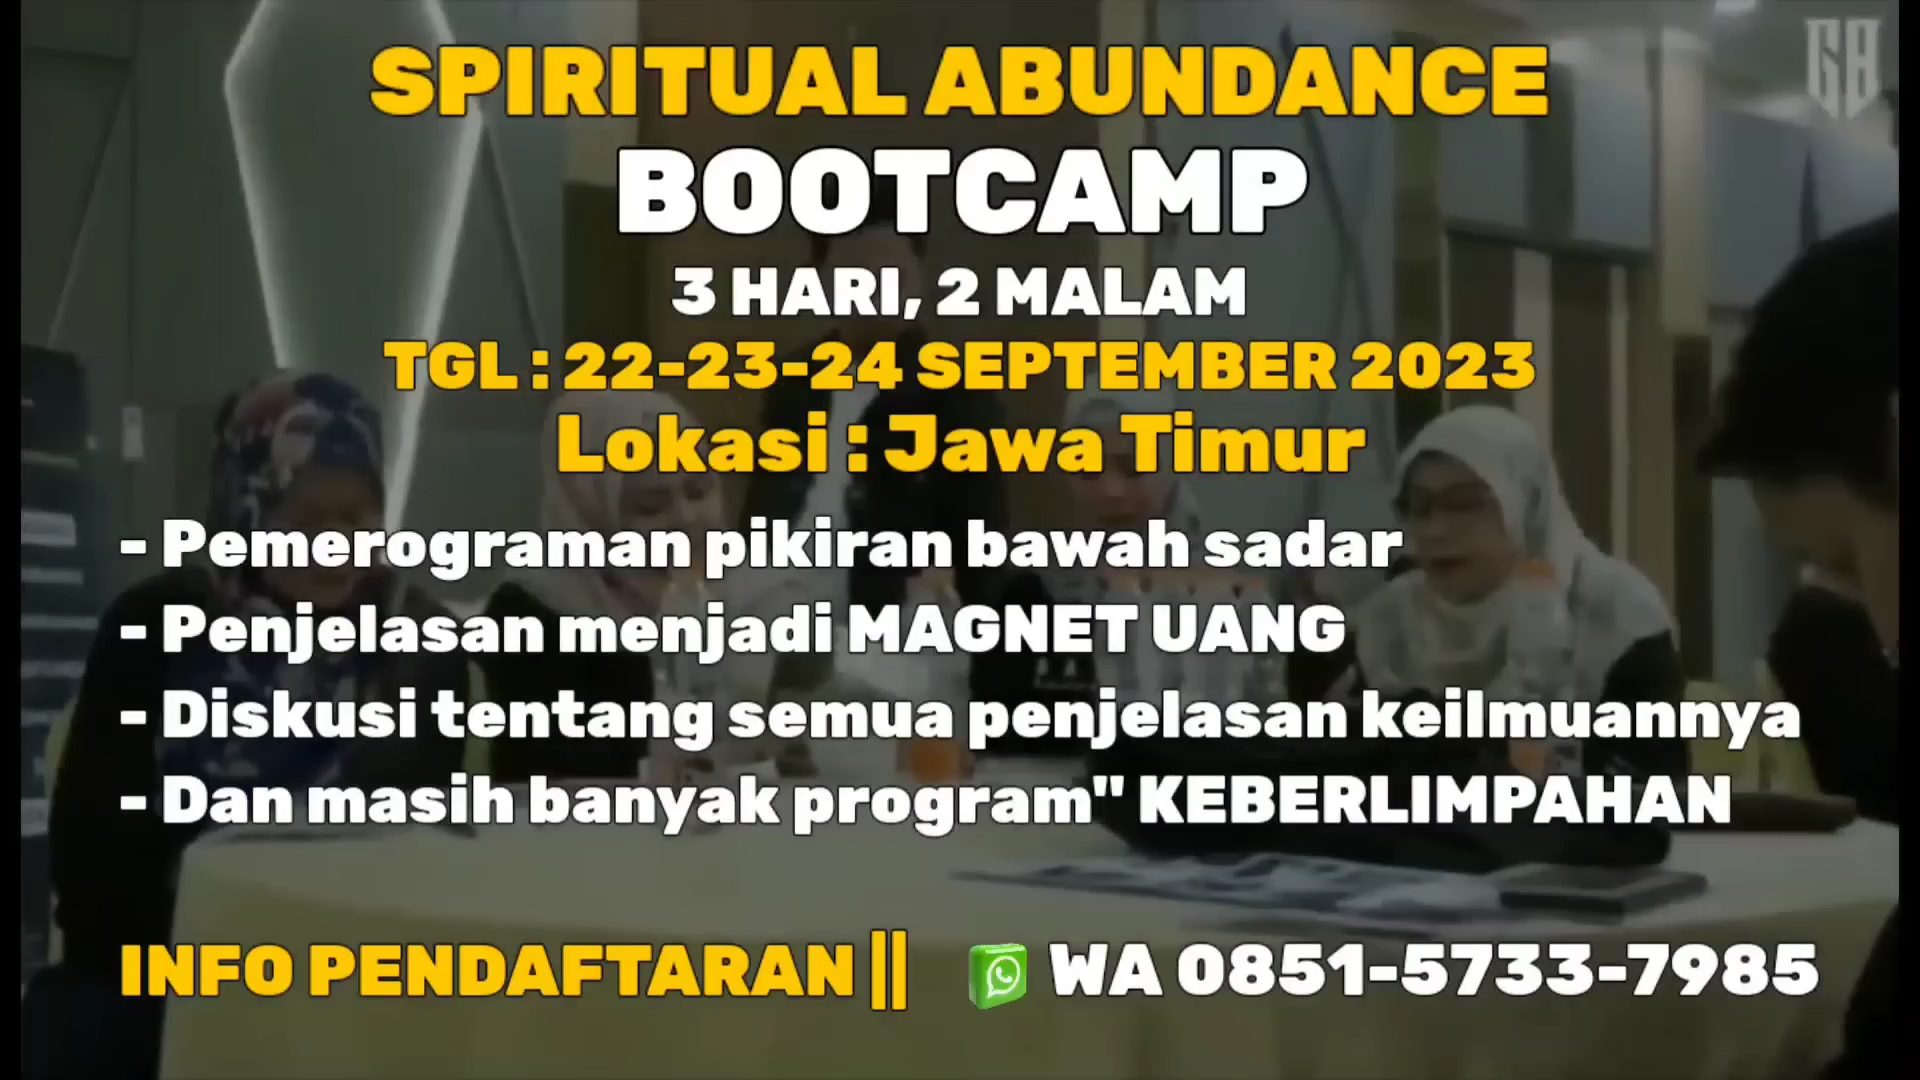 GB
SPIRITUAL ABUNDANCE
BOOTCAMP
3 HARI, 2 MALAM
TGL : 22-23-24 SEPTEMBER 2023
Lokasi : Jawa Timur
- Pemerograman pikiran bawah sadar
- Penjelasan menjadi MAGNET UANG
- Diskusi tentang semua penjelasan keilmuannya
- Dan masih banyak program" KEBERLIMPAHAN
INFO PENDAFTARAN || WA 0851-5733-7985